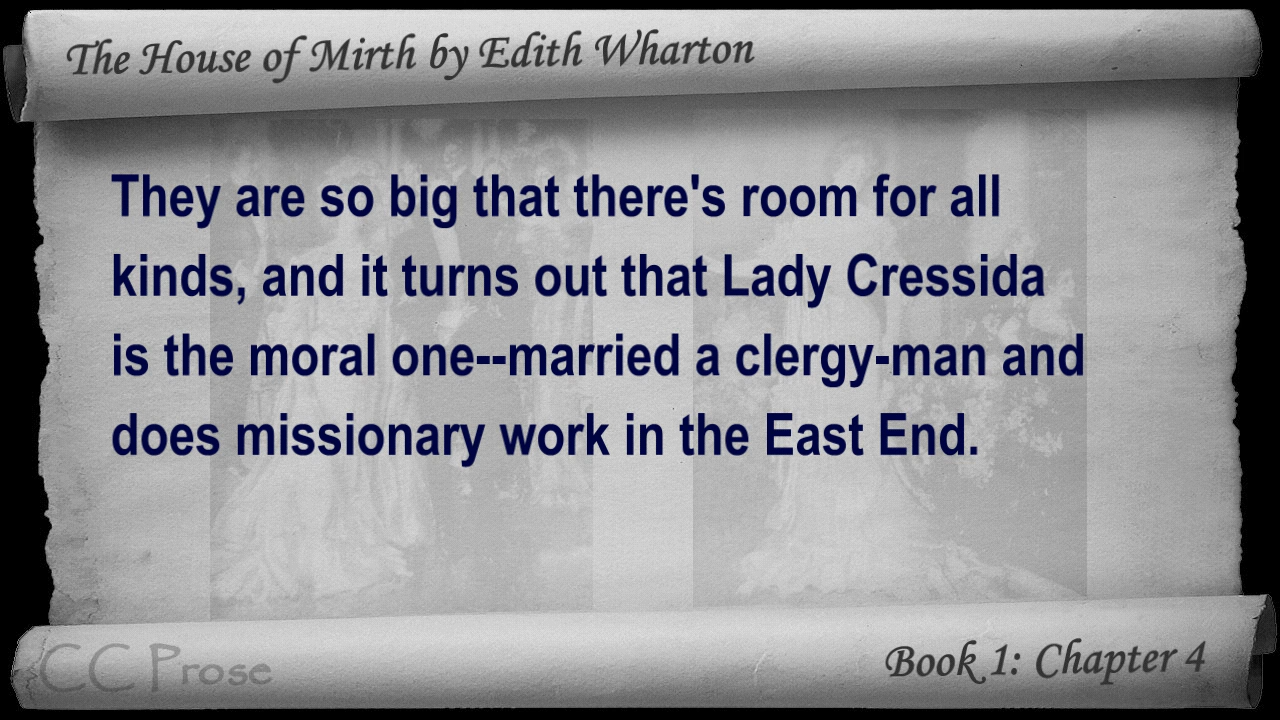 The House of Mirth by Edith Wharton
They are so big that there's room for all
kinds, and it turns out that Lady Cressida
is the moral one--married a clergy-man and
does missionary work in the East End.
CC Prose
Book 1: Chapter 4